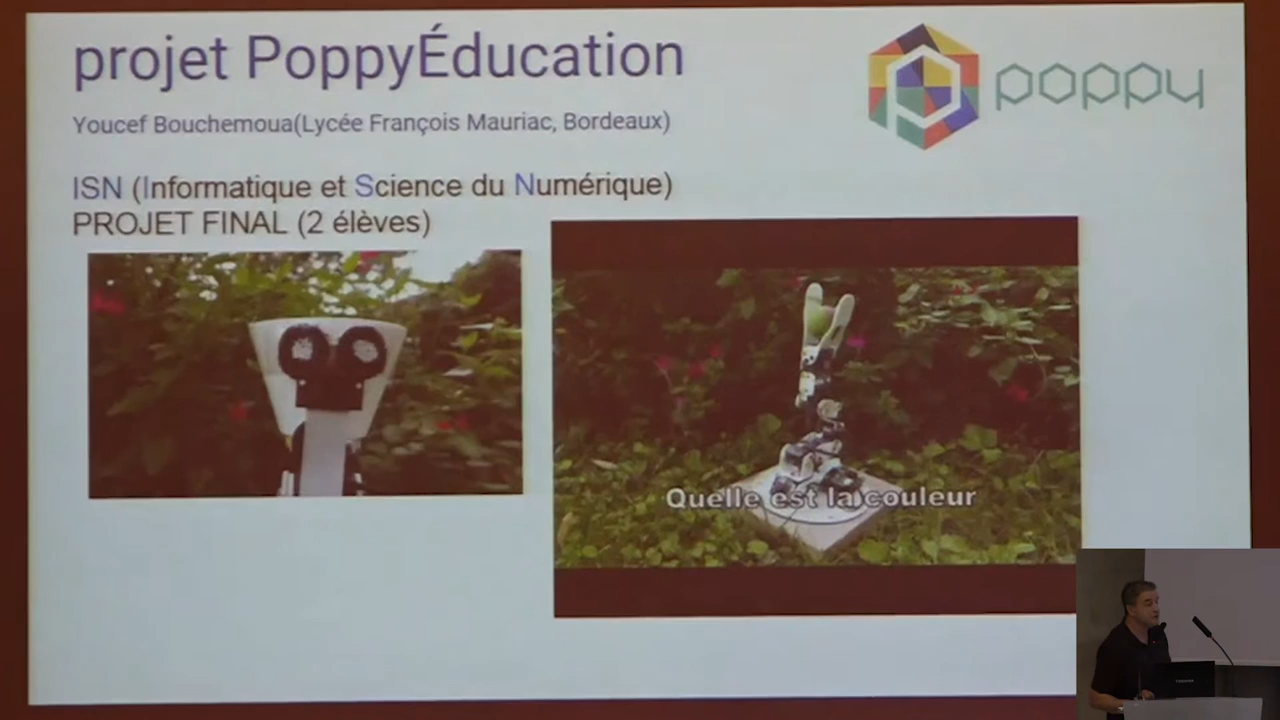 projet PoppyÉducation
poppy
Youcef Bouchemoua(Lycée François Mauriac, Bordeaux)
ISN (Informatique et Science du Numérique)
PROJET FINAL (2 élèves)
Quelle est la couleur